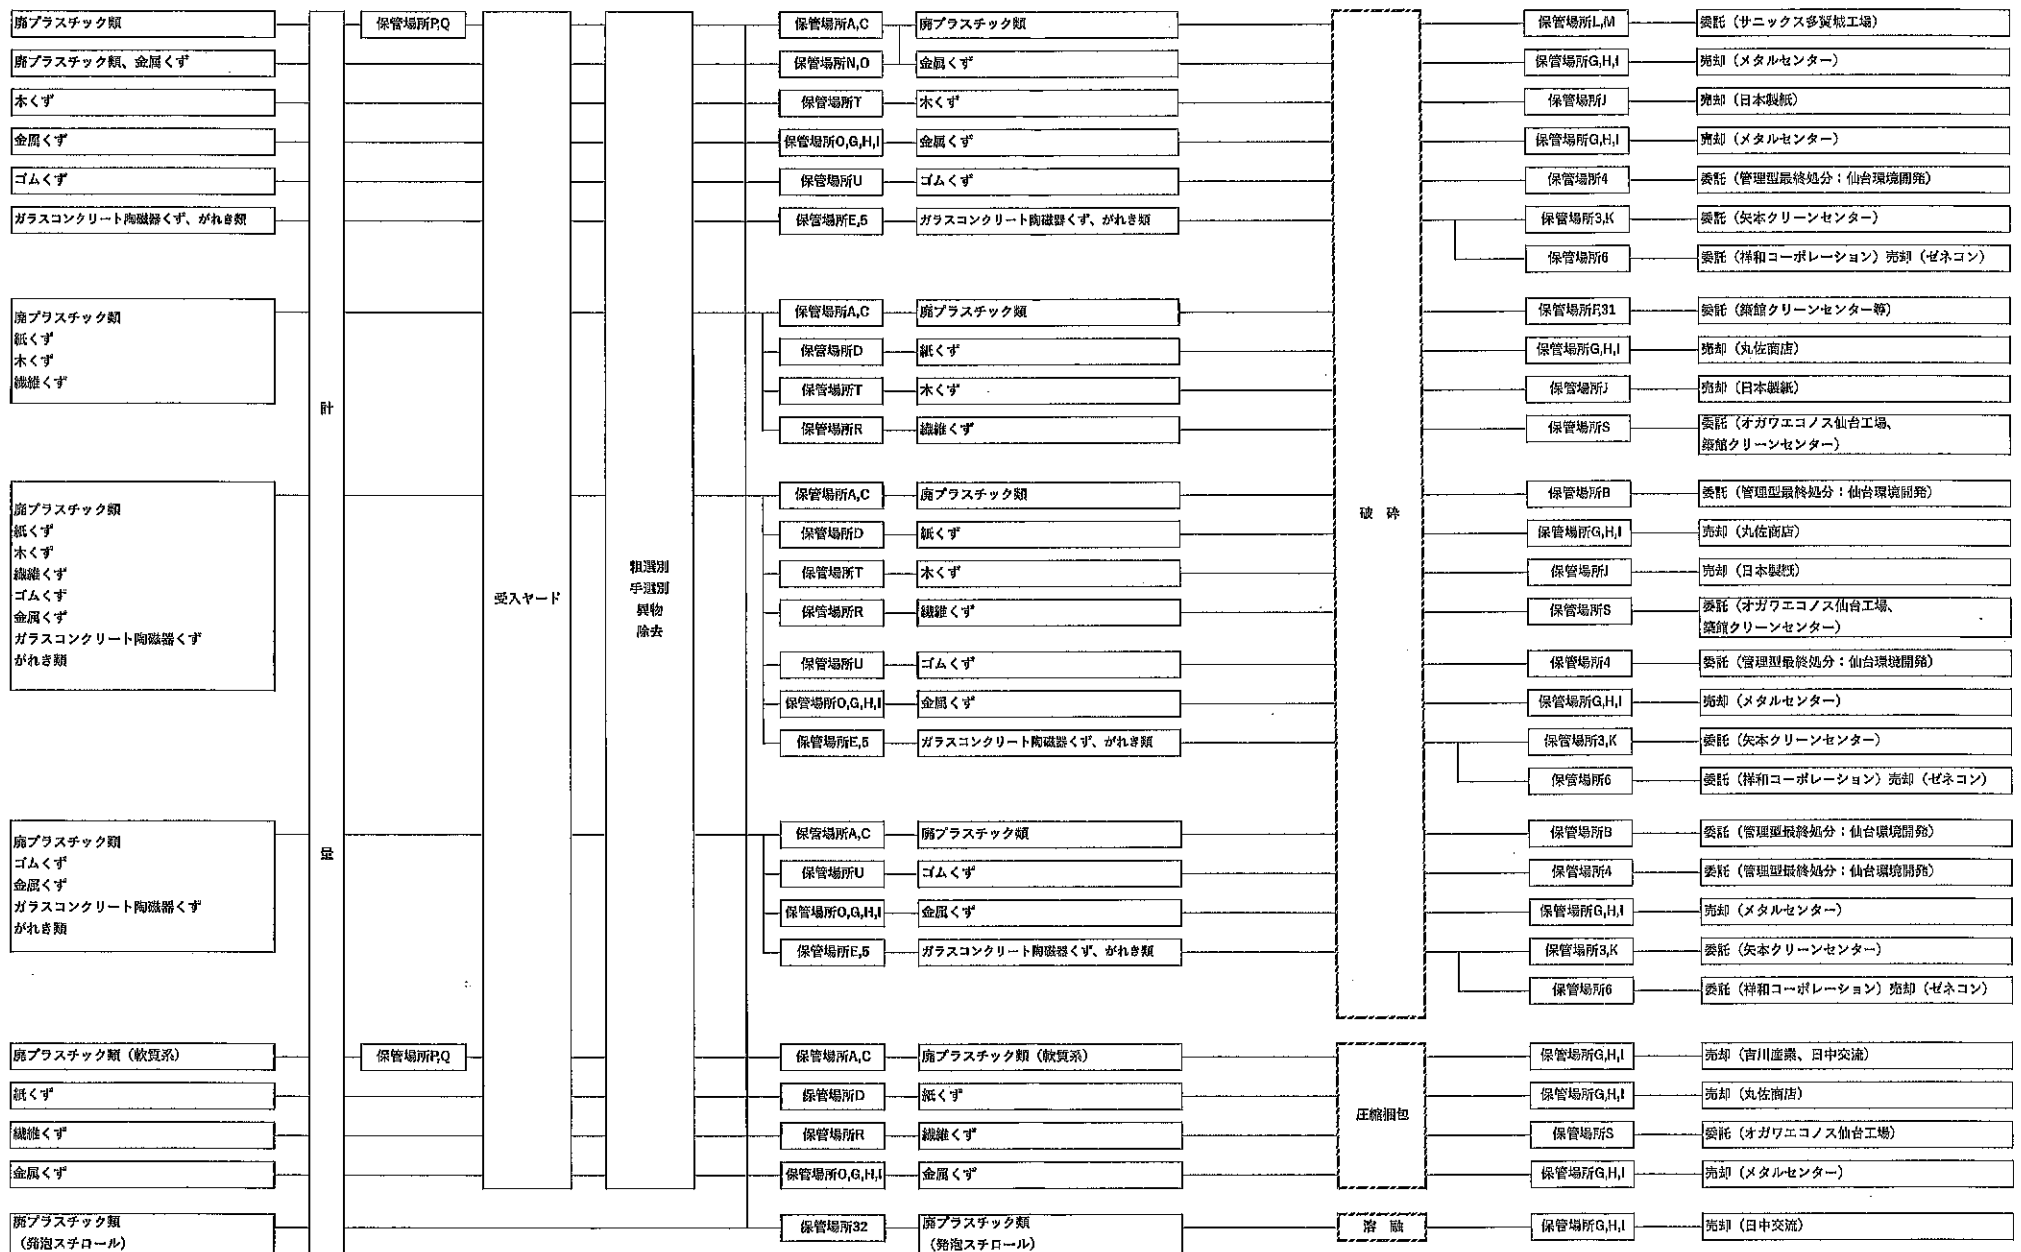 廃プラスチック類
保管場所P,Q
保管場所A,C
廃プラスチック類
保管場所L,M
委託（サニックス多賀城工場）
廃プラスチック類、金属くず
保管場所N,O
金属くず
保管場所G,H,I
売却（メタルセンター）
木くず
保管場所T
木くず
保管場所J
売却（日本製紙）
金属くず
保管場所O,G,H,I
金属くず
保管場所G,H,I
売却（メタルセンター）
ゴムくず
保管場所U
ゴムくず
保管場所4
委託（管理型最終処分：仙台環境開発）
ガラスコンクリート陶磁器くず、がれき類
保管場所E,5
ガラスコンクリート陶磁器くず、がれき類
保管場所3,K
委託（矢本クリーンセンター）
保管場所6
委託（祥和コーポレーション）売却（ゼネコン）
廃プラスチック類
紙くず
木くず
繊維くず
保管場所A,C
廃プラスチック類
保管場所F,31
委託（築館クリーンセンター等）
保管場所D
紙くず
保管場所G,H,I
売却（丸佐商店）
保管場所T
木くず
保管場所J
売却（日本製紙）
保管場所R
繊維くず
保管場所S
委託（オガワエコノス仙台工場、
築館クリーンセンター）
計
量
受入ヤード
粗選別
手選別
異物
除去
破 砕
廃プラスチック類
紙くず
木くず
繊維くず
ゴムくず
金属くず
ガラスコンクリート陶磁器くず
がれき類
保管場所A,C
廃プラスチック類
保管場所B
委託（管理型最終処分：仙台環境開発）
保管場所D
紙くず
保管場所G,H,I
売却（丸佐商店）
保管場所T
木くず
保管場所J
売却（日本製紙）
保管場所R
繊維くず
保管場所S
委託（オガワエコノス仙台工場、
築館クリーンセンター）
保管場所U
ゴムくず
保管場所4
委託（管理型最終処分：仙台環境開発）
保管場所O,G,H,I
金属くず
保管場所G,H,I
売却（メタルセンター）
保管場所E,5
ガラスコンクリート陶磁器くず、がれき類
保管場所3,K
委託（矢本クリーンセンター）
保管場所6
委託（祥和コーポレーション）売却（ゼネコン）
廃プラスチック類
ゴムくず
金属くず
ガラスコンクリート陶磁器くず
がれき類
保管場所A,C
廃プラスチック類
保管場所B
委託（管理型最終処分：仙台環境開発）
保管場所U
ゴムくず
保管場所4
委託（管理型最終処分：仙台環境開発）
保管場所O,G,H,I
金属くず
保管場所G,H,I
売却（メタルセンター）
保管場所E,5
ガラスコンクリート陶磁器くず、がれき類
保管場所3,K
委託（矢本クリーンセンター）
保管場所6
委託（祥和コーポレーション）売却（ゼネコン）
廃プラスチック類（軟質系）
保管場所P,Q
保管場所A,C
廃プラスチック類（軟質系）
保管場所G,H,I
売却（吉川産業、日中交流）
紙くず
保管場所D
紙くず
圧縮梱包
保管場所G,H,I
売却（丸佐商店）
繊維くず
保管場所R
繊維くず
保管場所S
委託（オガワエコノス仙台工場）
金属くず
保管場所O,G,H,I
金属くず
保管場所G,H,I
売却（メタルセンター）
廃プラスチック類
（発泡スチロール）
保管場所32
廃プラスチック類
（発泡スチロール）
溶 融
保管場所G,H,I
売却（日中交流）